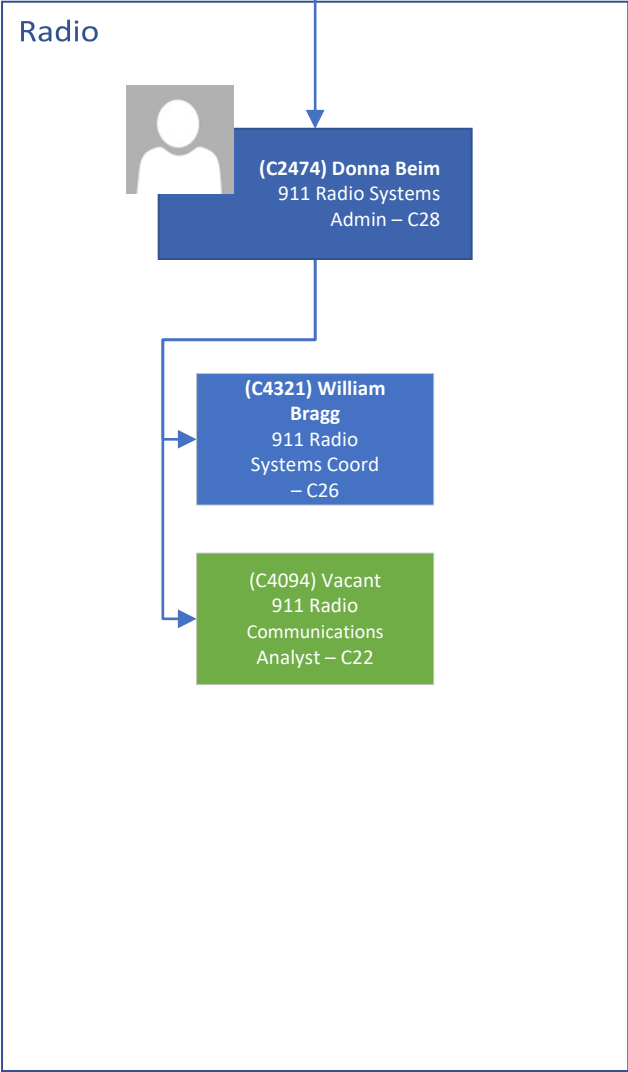 Radio
(C2474) Donna Beim
911 Radio Systems
Admin – C28
(C4321) William
Bragg
911 Radio
Systems Coord
– C26
(C4094) Vacant
911 Radio
Communications
Analyst – C22